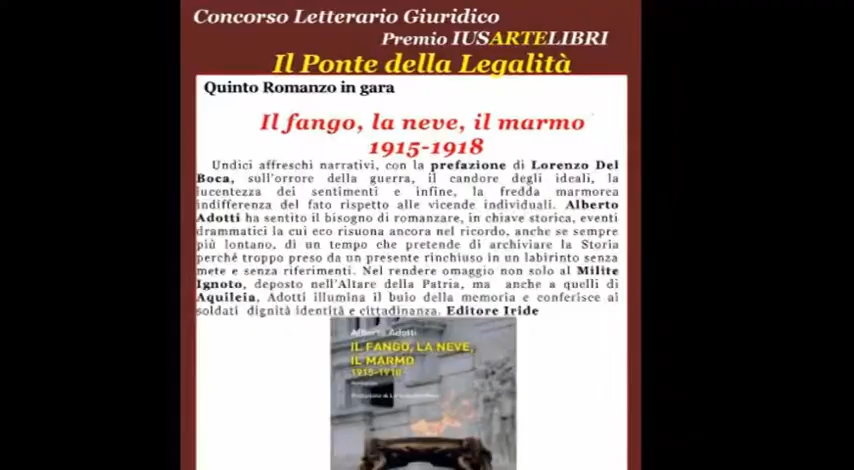 Concorso Letterario Giuridico
Premio IUSARTELIBRI
Il Ponte della Legalità
Quinto Romanzo in gara
Il fango, la neve, il marmo
1915-1918
Undici affreschi narrativi, con la prefazione di Lorenzo Del
Boca, sull'orrore della guerra, il candore degli ideali, la
lucentezza dei sentimenti e infine, la fredda marmorea
indifferenza del fato rispetto alle vicende individuali. Alberto
Adotti ha sentito il bisogno di romanzare, in chiave storica, eventi
drammatici la cui eco risuona ancora nel ricordo, anche se sempre
più lontano, di un tempo che pretende di archiviare la Storia
perché troppo preso da un presente rinchiuso in un labirinto senza
mete e senza riferimenti. Nel rendere omaggio non solo al Milite
Ignoto, deposto nell'Altare della Patria, ma anche a quelli di
Aquileia, Adotti illumina il buio della memoria e conferisce ai
soldati dignità identità e cittadinanza. Editore Iride
Alberto Adotti
IL FANGO, LA NEVE,
IL MARMO
1915-1918
Prefazione di